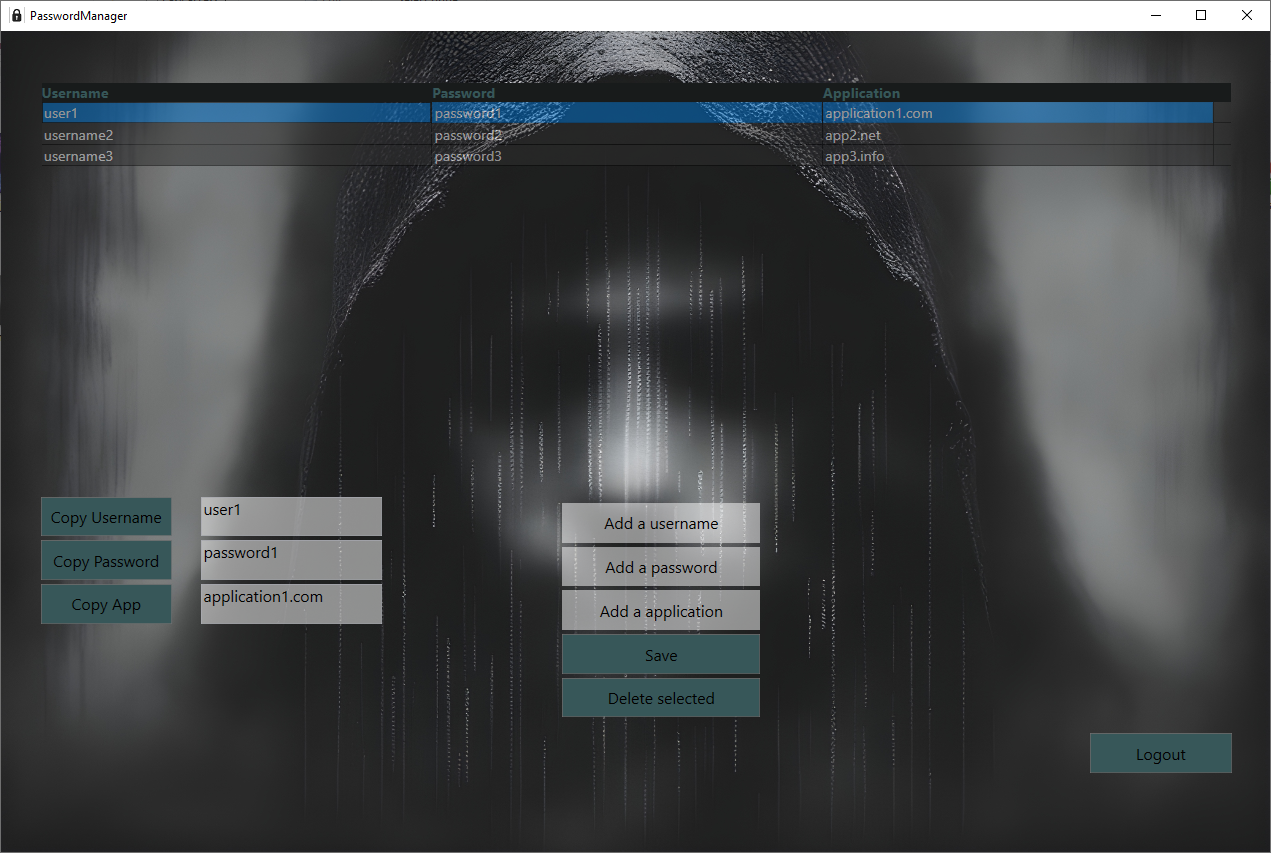 PasswordManager
Username Password Application
user1 password1 application1.com
username2 password2 app2.net
username3 password3 app3.info
Copy Username user1
Copy Password password1
Copy App application1.com
Add a username
Add a password
Add a application
Save
Delete selected
Logout